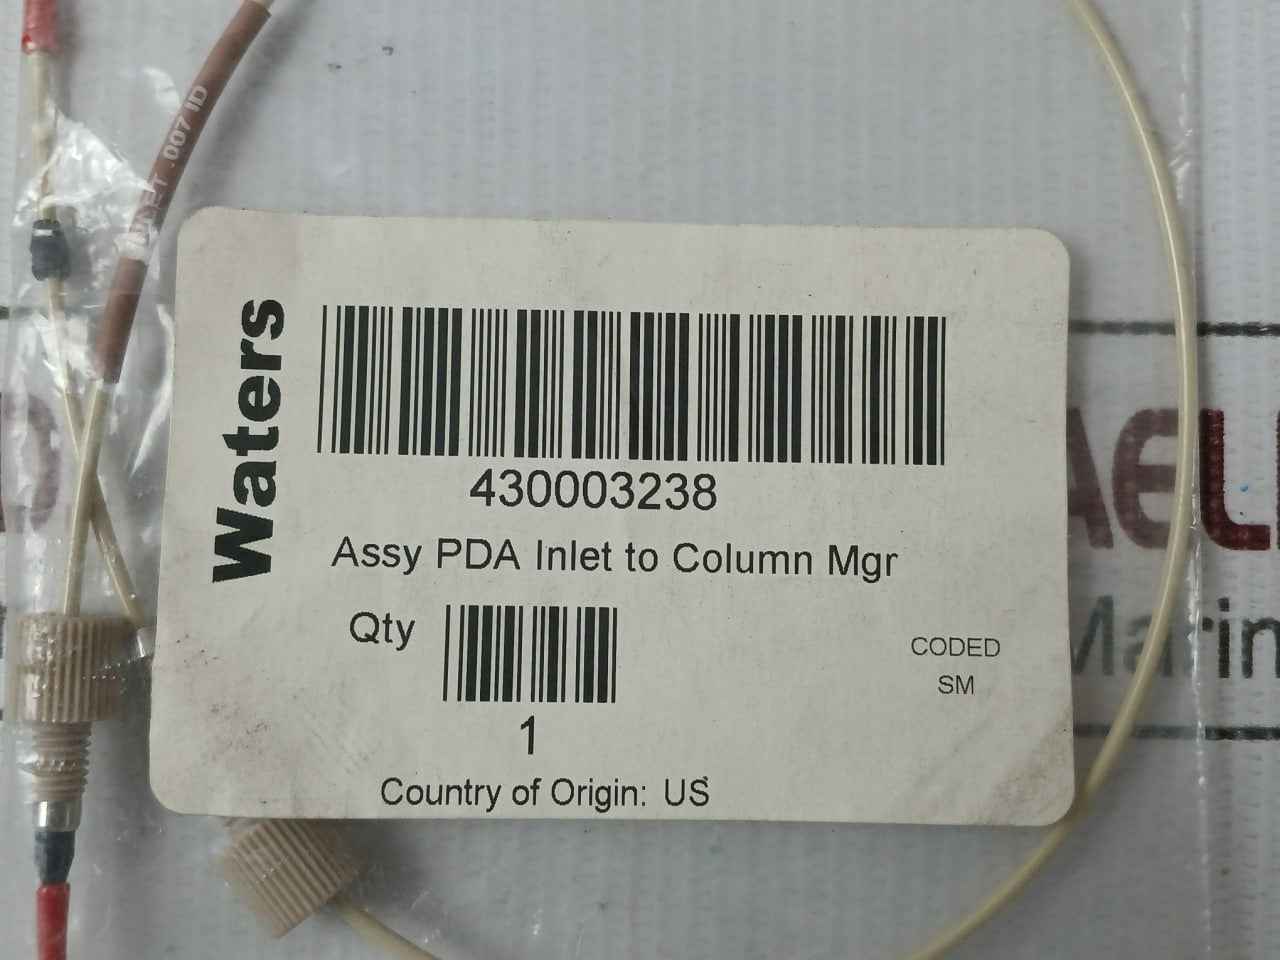 .007 ID
Waters
430003238
Assy PDA Inlet to Column Mgr
Qty
1
CODED
SM
Country of Origin: US